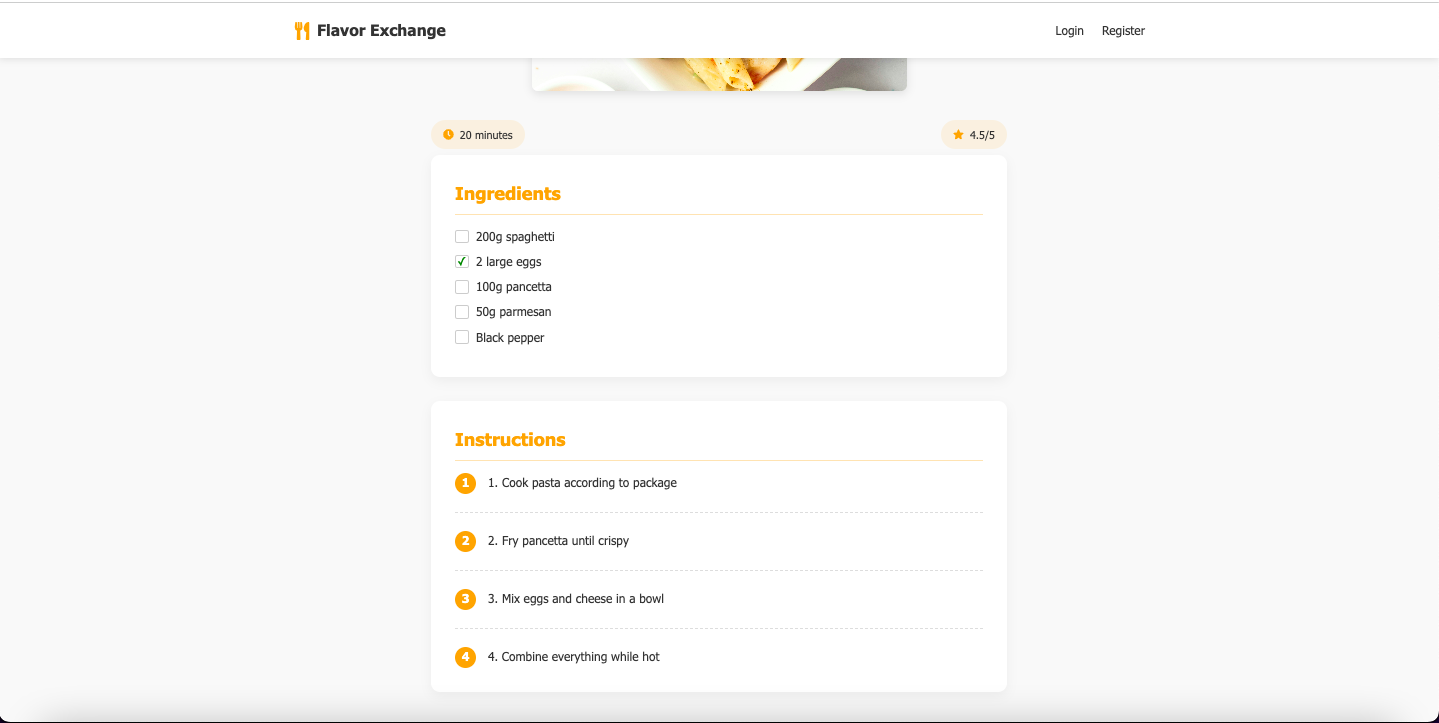 Flavor Exchange
Login Register
20 minutes
4.5/5
Ingredients
200g spaghetti
2 large eggs
100g pancetta
50g parmesan
Black pepper
Instructions
1 1. Cook pasta according to package
2 2. Fry pancetta until crispy
3 3. Mix eggs and cheese in a bowl
4 4. Combine everything while hot